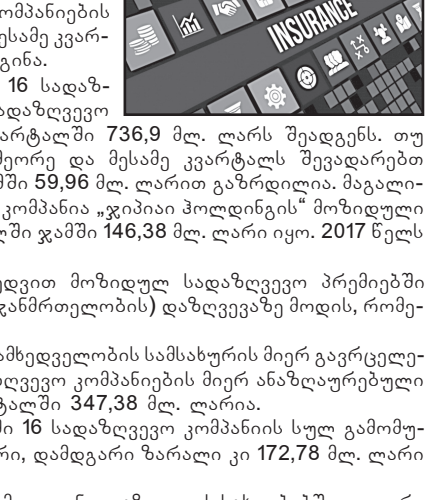 ომპანიების
ესამე კვარ-
გინა.
16 სადაზ-
ადაზღვევო
INSURANCE
არტალში 736,9 მლ. ლარს შეადგენს. თუ
მეორე და მესამე კვარტალს შევადარებთ
მში 59,96 მლ. ლარით გაზრდილია. მაგალი-
კომპანია „ჯიპიაი ჰოლდინგის“ მოზიდული
ლში ჯამში 146,38 მლ. ლარი იყო. 2017 წელს
ედვით მოზიდულ სადაზღვევო პრემიებში
ჯანმრთელობის) დაზღვევაზე მოდის, რომე-
ამხედველობის სამსახურის მიერ გავრცელე-
ღვევო კომპანიების მიერ ანაზღაურებული
ტალში 347,38 მლ. ლარია.
ში 16 სადაზღვევო კომპანიის სულ გამომუ-
რი, დამდგარი ზარალი კი 172,78 მლ. ლარი